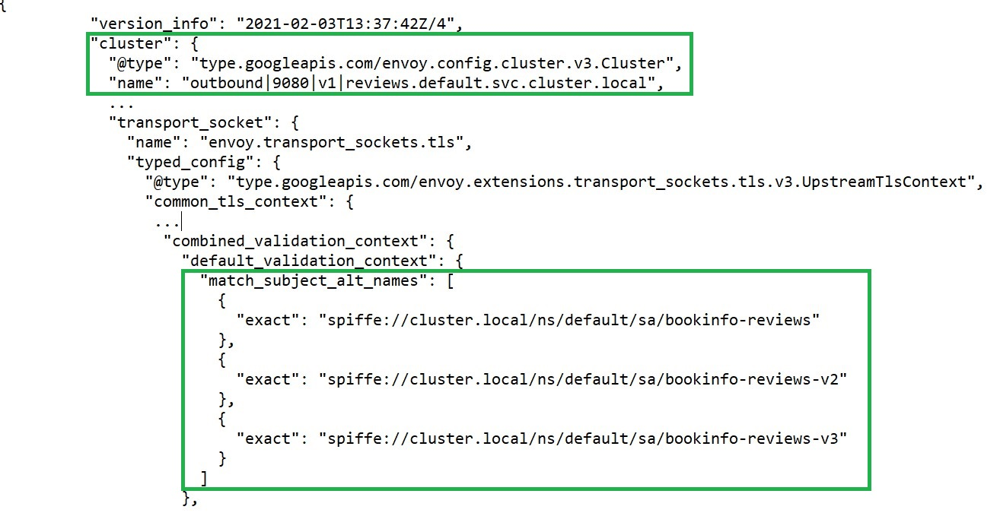 {
"version_info": "2021-02-03T13:37:42Z/4",
"cluster": {
"@type": "type.googleapis.com/envoy.config.cluster.v3.Cluster",
"name": "outbound|9080|v1|reviews.default.svc.cluster.local",
...
"transport_socket": {
"name": "envoy.transport_sockets.tls",
"typed_config": {
"@type": "type.googleapis.com/envoy.extensions.transport_sockets.tls.v3.UpstreamTlsContext",
"common_tls_context": {
...
"combined_validation_context": {
"default_validation_context": {
"match_subject_alt_names": [
{
"exact": "spiffe://cluster.local/ns/default/sa/bookinfo-reviews"
},
{
"exact": "spiffe://cluster.local/ns/default/sa/bookinfo-reviews-v2"
},
{
"exact": "spiffe://cluster.local/ns/default/sa/bookinfo-reviews-v3"
}
]
},